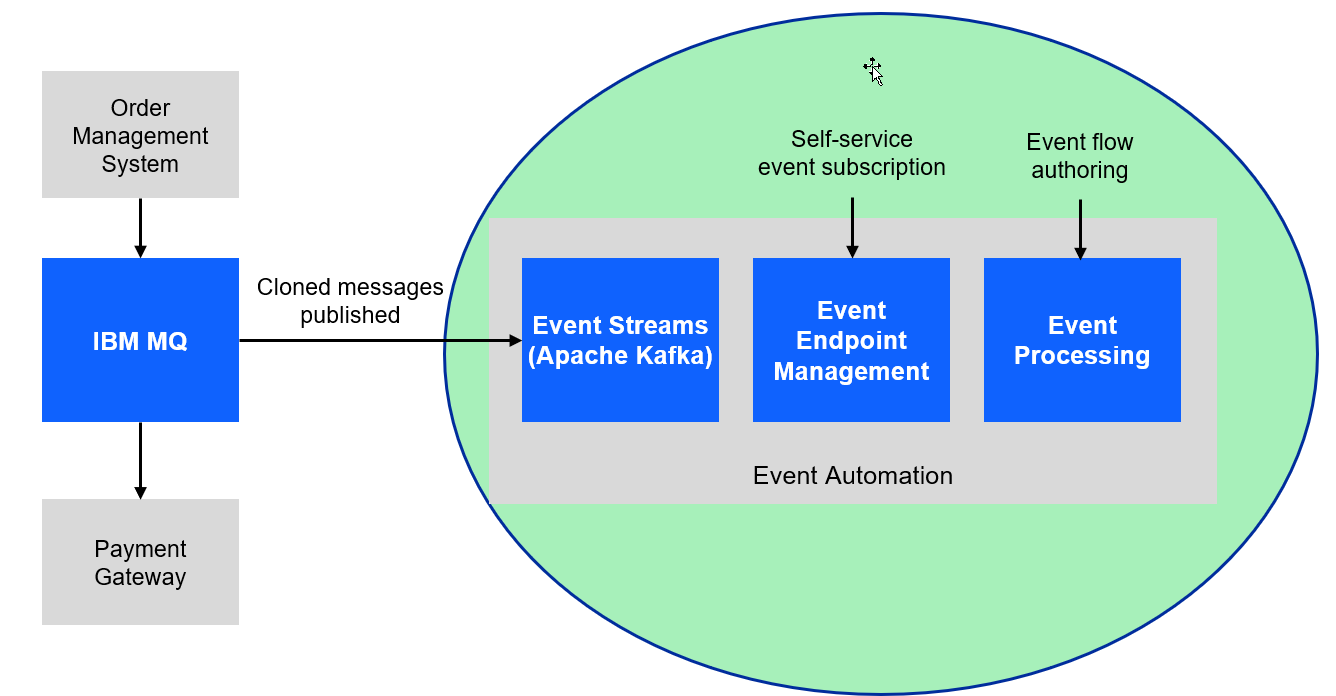 Order
Management
System
IBM MQ
Payment
Gateway
Cloned messages
published
Self-service
event subscription
Event flow
authoring
Event Streams
(Apache Kafka)
Event
Endpoint
Management
Event
Processing
Event Automation